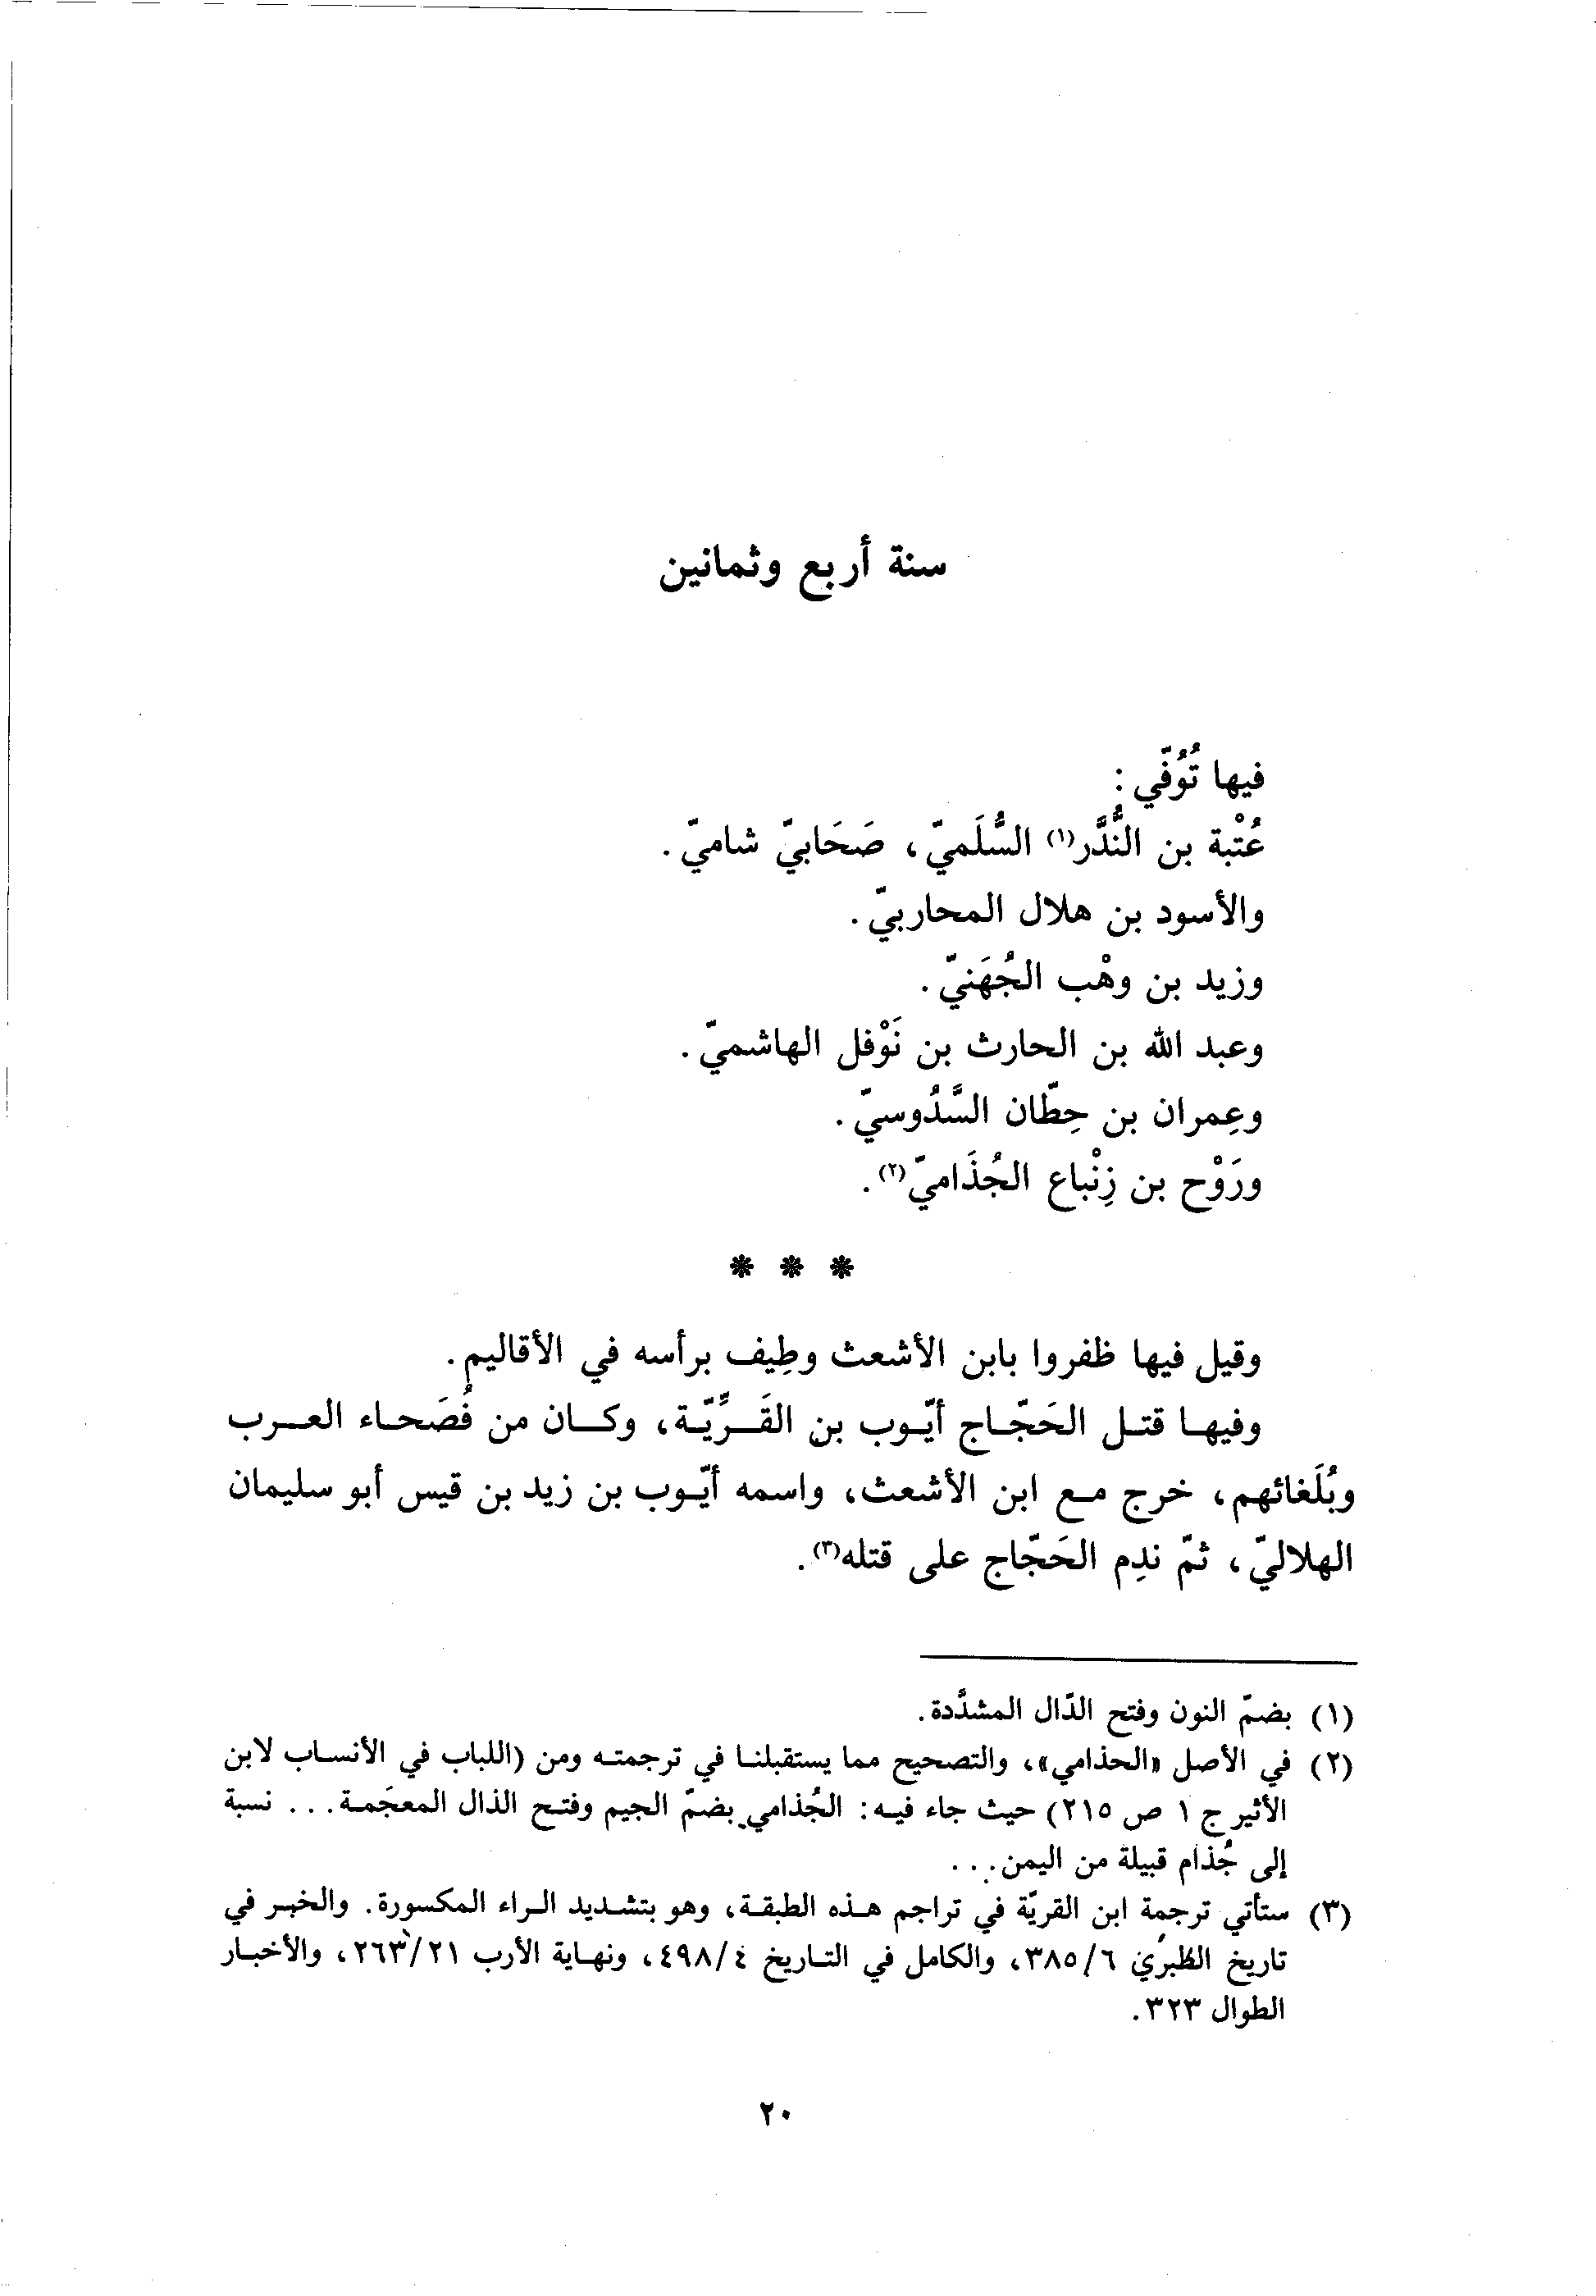 سنة أربع وثمانين
فيها تُوُفّي :
عُتْبة بن النُّدَّر(١) السُّلَميّ، صَحَابيّ شاميّ.
والأسود بن هلال المحاربيّ.
وزيد بن وهْب الجُهَنيّ.
وعبد الله بن الحارث بن نَوْفل الهاشميّ.
وعِمران بن حِطّان السَّدُوسيّ.
ورَوْح بن زِنْباع الجُذَاميّ(٢).
* * *
وقيل فيها ظفروا بابن الأشعث وطِيف برأسه في الأقاليم.
وفيها قتل الحَجّاج أيّوب بن القَرِّيّة، وكان من فُصَحاء العرب
وبُلَغائهم، خرج مع ابن الأشعث، واسمه أيّوب بن زيد بن قيس أبو سليمان
الهلاليّ، ثمّ ندِم الحَجّاج على قتله(٣).
(١) بضمّ النون وفتح الدّال المشدَّدة.
(٢) في الأصل «الحذامي»، والتصحيح مما يستقبلنا في ترجمته ومن (اللباب في الأنساب لابن
الأثير ج ١ ص ٢١٥) حيث جاء فيه: الجُذامي بضمّ الجيم وفتح الذال المعجَمة... نسبة
إلى جُذام قبيلة من اليمن...
(٣) ستأتي ترجمة ابن القريّة في تراجم هذه الطبقة، وهو بتشديد الراء المكسورة. والخبر في
تاريخ الطبري ٣٨٥/٦، والكامل في التاريخ ٤٩٨/٤، ونهاية الأرب ٢٦٣/٢١، والأخبار
الطوال ٣٢٣.
٢٠